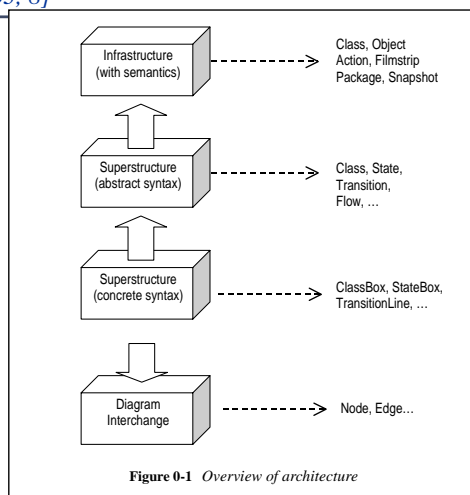 Infrastructure
(with semantics)
Class, Object
Action, Filmstrip
Package, Snapshot
Superstructure
(abstract syntax)
Class, State,
Transition,
Flow, …
Superstructure
(concrete syntax)
ClassBox, StateBox,
TransitionLine, …
Diagram
Interchange
Node, Edge…
Figure 0-1 Overview of architecture